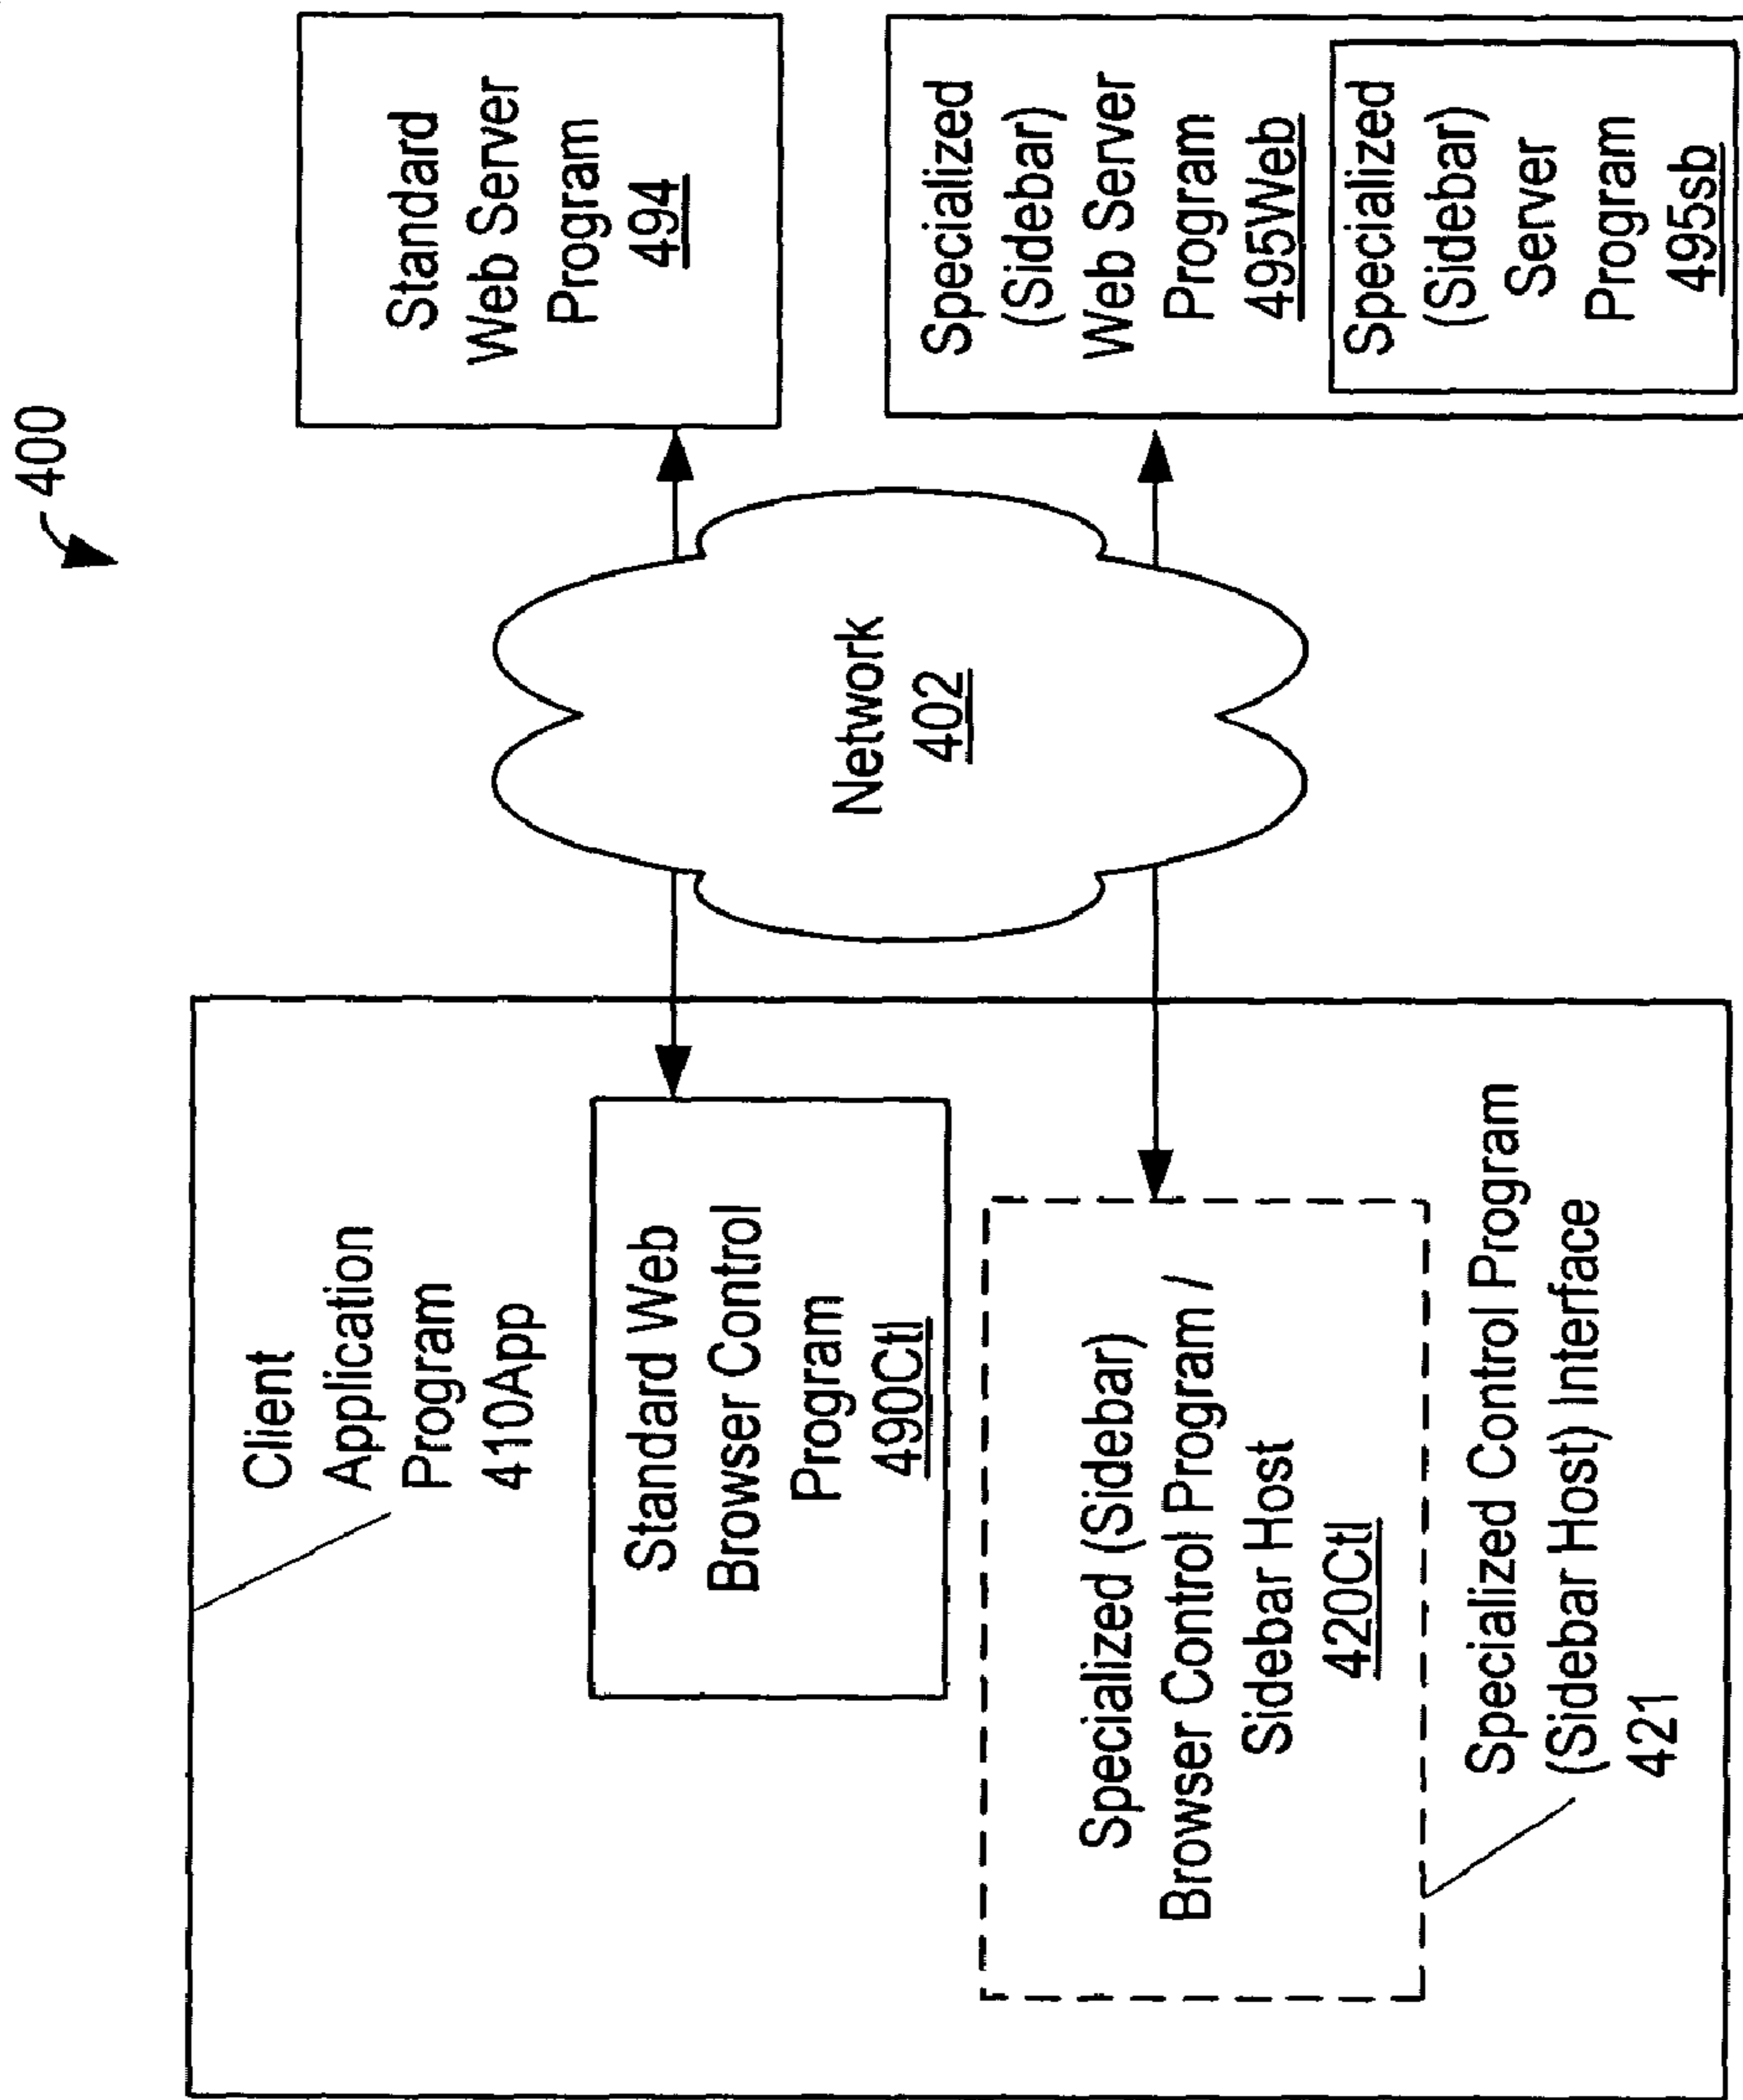 400
Client
Application
Program
410App
Standard Web
Browser Control
Program
490Ctl
Specialized (Sidebar)
Browser Control Program /
Sidebar Host
420Ctl
Specialized Control Program
(Sidebar Host) Interface
421
Network
402
Standard
Web Server
Program
494
Specialized
(Sidebar)
Web Server
Program
495Web
Specialized
(Sidebar)
Server
Program
495sb